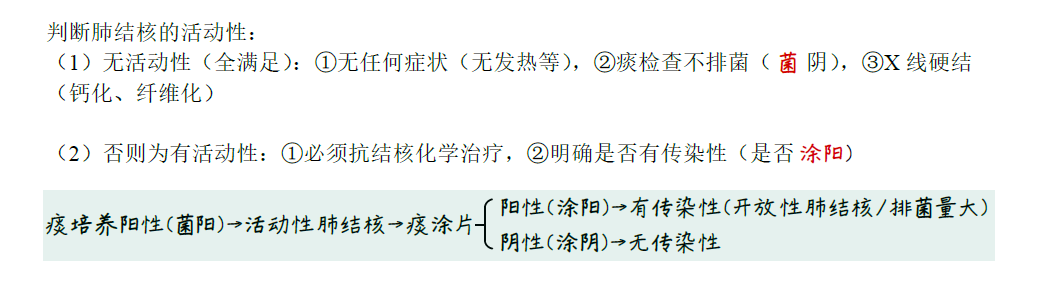 判断肺结核的活动性：
（1）无活动性（全满足）：①无任何症状（无发热等），②痰检查不排菌（菌阴），③X 线硬结
（钙化、纤维化）
（2）否则为有活动性：①必须抗结核化学治疗，②明确是否有传染性（是否涂阳）
阳性(涂阳)→有传染性(开放性肺结核/排菌量大)
痰培养阳性(菌阳)→活动性肺结核→痰涂片
阴性(涂阴)→无传染性